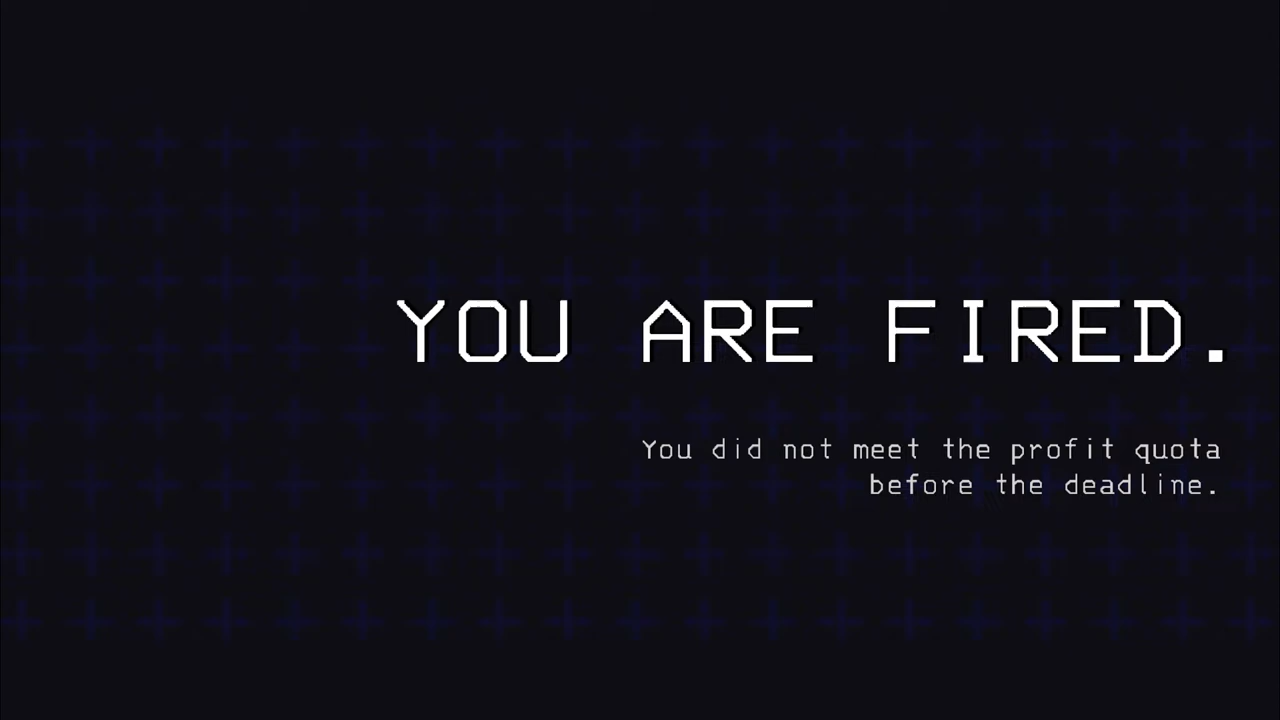 YOU ARE FIRED.
You did not meet the profit quota
before the deadline.